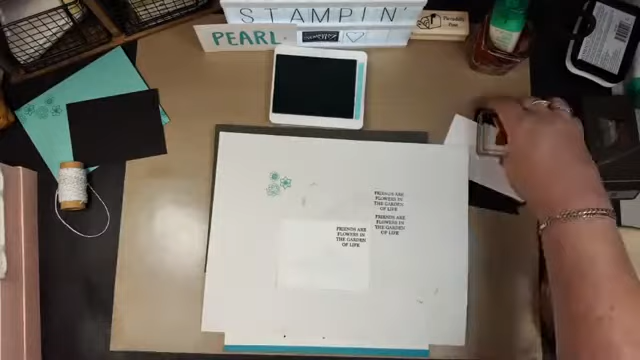 STAMPIN'
PEARL
FRIENDS ARE
FLOWERS IN
THE GARDEN
OF LIFE
FRIENDS ARE
FLOWERS IN
THE GARDEN
OF LIFE
FRIENDS ARE
FLOWERS IN
THE GARDEN
OF LIFE